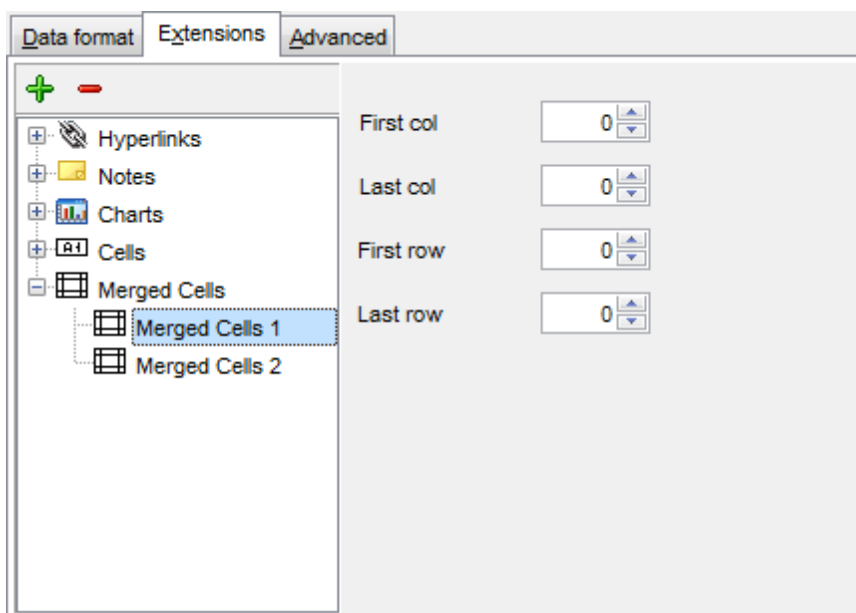 Data format Extensions Advanced
Hyperlinks
Notes
Charts
A1 Cells
Merged Cells
Merged Cells 1
Merged Cells 2
First col 0
Last col 0
First row 0
Last row 0